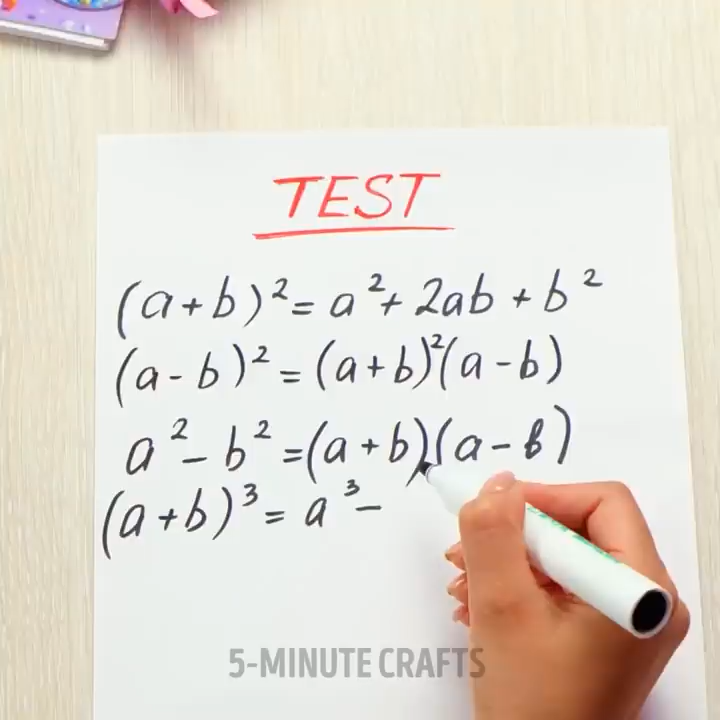 TEST
(a+b)²= a²+ 2ab + b²
(a-b)² = (a+b)²(a-b)
a²-b² =(a+b)(a-b)
(a+b)³= a³-
5-MINUTE CRAFTS